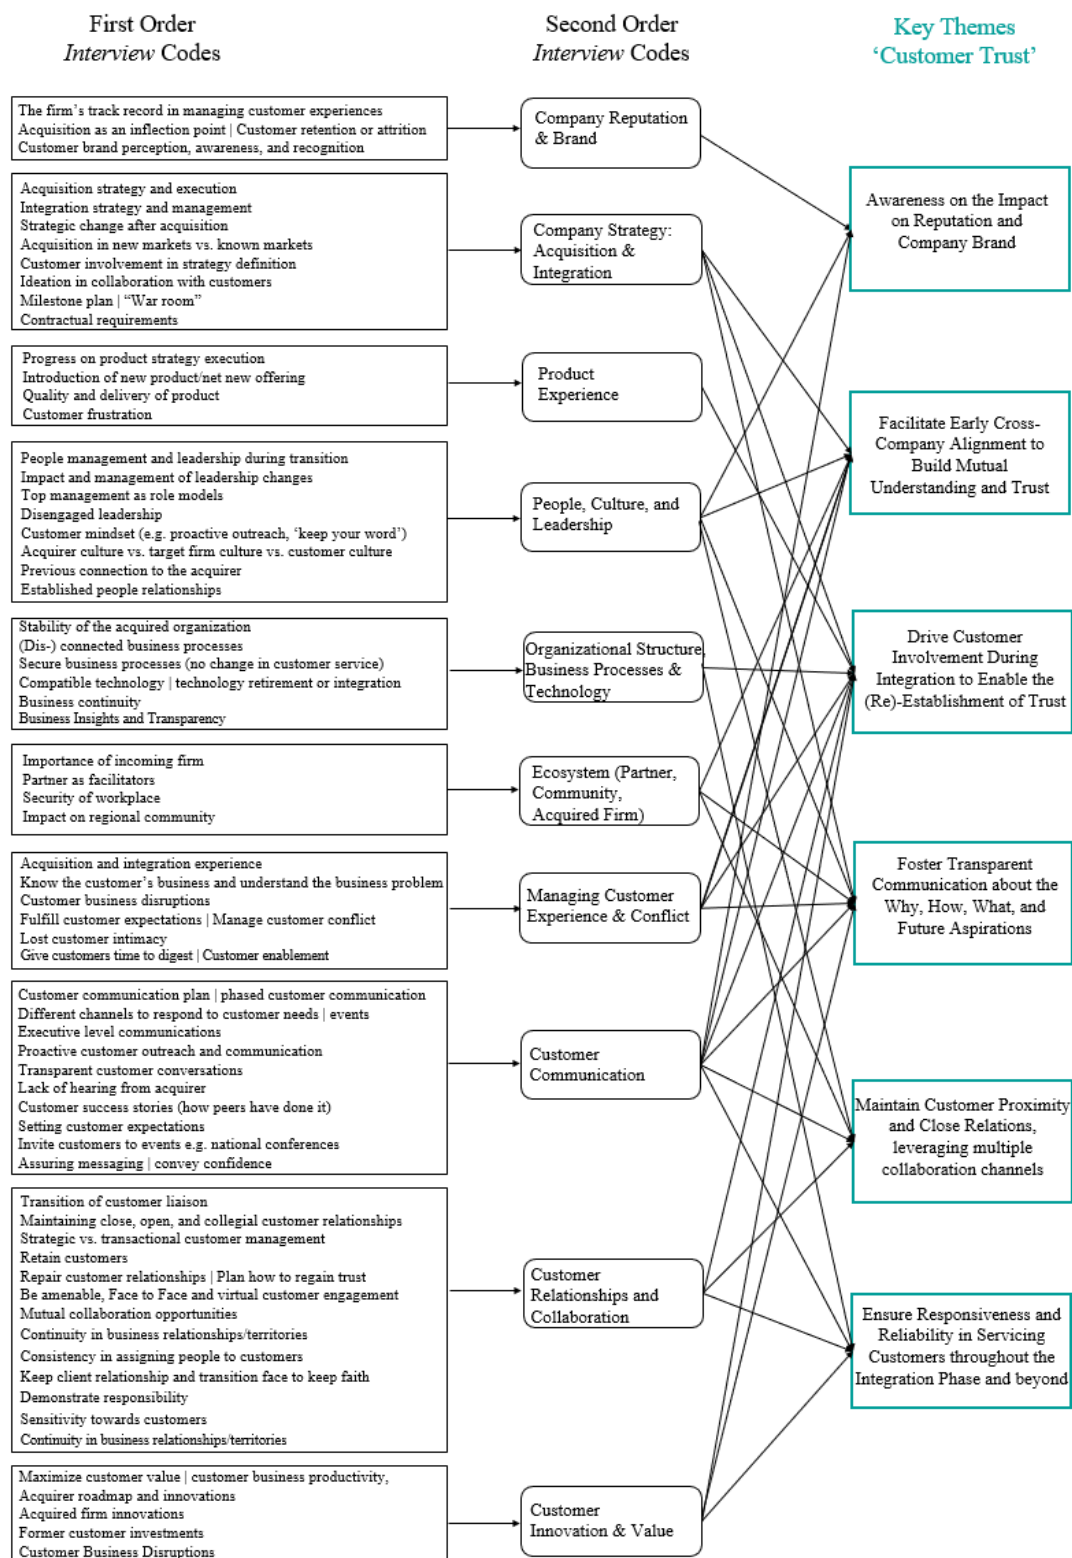 First Order
Interview Codes
Second Order
Interview Codes
Key Themes
‘Customer Trust’
The firm’s track record in managing customer experiences
Acquisition as an inflection point | Customer retention or attrition
Customer brand perception, awareness, and recognition
Company Reputation
& Brand
Awareness on the Impact
on Reputation and
Company Brand
Acquisition strategy and execution
Integration strategy and management
Strategic change after acquisition
Acquisition in new markets vs. known markets
Customer involvement in strategy definition
Ideation in collaboration with customers
Milestone plan | “War room”
Contractual requirements
Company Strategy:
Acquisition &
Integration
Progress on product strategy execution
Introduction of new product/net new offering
Quality and delivery of product
Customer frustration
Product
Experience
Facilitate Early Cross-
Company Alignment to
Build Mutual
Understanding and Trust
People management and leadership during transition
Impact and management of leadership changes
Top management as role models
Disengaged leadership
Customer mindset (e.g. proactive outreach, ‘keep your word’)
Acquirer culture vs. target firm culture vs. customer culture
Previous connection to the acquirer
Established people relationships
People, Culture, and
Leadership
Stability of the acquired organization
(Dis-) connected business processes
Secure business processes (no change in customer service)
Compatible technology | technology retirement or integration
Business continuity
Business Insights and Transparency
Organizational Structure,
Business Processes &
Technology
Drive Customer
Involvement During
Integration to Enable the
(Re)-Establishment of Trust
Importance of incoming firm
Partner as facilitators
Security of workplace
Impact on regional community
Ecosystem (Partner,
Community,
Acquired Firm)
Acquisition and integration experience
Know the customer’s business and understand the business problem
Customer business disruptions
Fulfill customer expectations | Manage customer conflict
Lost customer intimacy
Give customers time to digest | Customer enablement
Managing Customer
Experience & Conflict
Foster Transparent
Communication about the
Why, How, What, and
Future Aspirations
Customer communication plan | phased customer communication
Different channels to respond to customer needs | events
Executive level communications
Proactive customer outreach and communication
Transparent customer conversations
Lack of hearing from acquirer
Customer success stories (how peers have done it)
Setting customer expectations
Invite customers to events e.g. national conferences
Assuring messaging | convey confidence
Customer
Communication
Maintain Customer Proximity
and Close Relations,
leveraging multiple
collaboration channels
Transition of customer liaison
Maintaining close, open, and collegial customer relationships
Strategic vs. transactional customer management
Retain customers
Repair customer relationships | Plan how to regain trust
Be amenable, Face to Face and virtual customer engagement
Mutual collaboration opportunities
Continuity in business relationships/territories
Consistency in assigning people to customers
Keep client relationship and transition face to keep faith
Demonstrate responsibility
Sensitivity towards customers
Continuity in business relationships/territories
Customer
Relationships and
Collaboration
Ensure Responsiveness and
Reliability in Servicing
Customers throughout the
Integration Phase and beyond
Maximize customer value | customer business productivity,
Acquirer roadmap and innovations
Acquired firm innovations
Former customer investments
Customer Business Disruptions
Customer
Innovation & Value